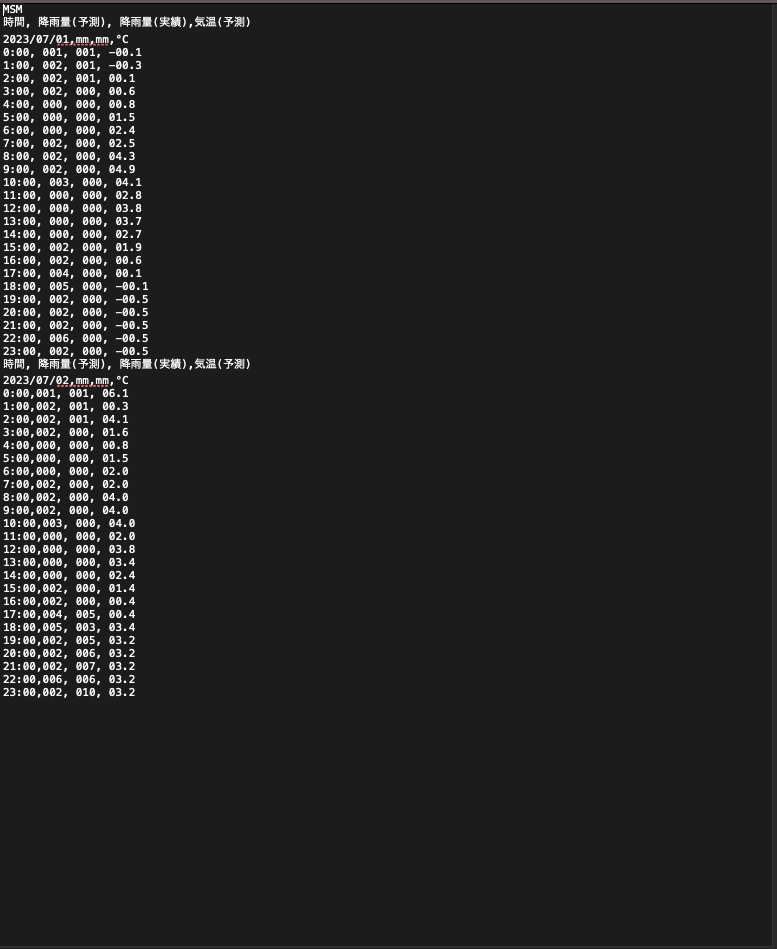 MSM
時間, 降雨量(予測), 降雨量(実績),気温(予測)
2023/07/01,mm,mm,°C
0:00, 001, 001, -00.1
1:00, 002, 001, -00.3
2:00, 002, 001, 00.1
3:00, 002, 000, 00.6
4:00, 000, 000, 00.8
5:00, 000, 000, 01.5
6:00, 000, 000, 02.4
7:00, 002, 000, 02.5
8:00, 002, 000, 04.3
9:00, 002, 000, 04.9
10:00, 003, 000, 04.1
11:00, 000, 000, 02.8
12:00, 000, 000, 03.8
13:00, 000, 000, 03.7
14:00, 000, 000, 02.7
15:00, 002, 000, 01.9
16:00, 002, 000, 00.6
17:00, 004, 000, 00.1
18:00, 005, 000, -00.1
19:00, 002, 000, -00.5
20:00, 002, 000, -00.5
21:00, 002, 000, -00.5
22:00, 006, 000, -00.5
23:00, 002, 000, -00.5
時間, 降雨量(予測), 降雨量(実績),気温(予測)
2023/07/02,mm,mm,°C
0:00,001, 001, 06.1
1:00,002, 001, 00.3
2:00,002, 001, 04.1
3:00,002, 000, 01.6
4:00,000, 000, 00.8
5:00,000, 000, 01.5
6:00,000, 000, 02.0
7:00,002, 000, 02.0
8:00,002, 000, 04.0
9:00,002, 000, 04.0
10:00,003, 000, 04.0
11:00,000, 000, 02.0
12:00,000, 000, 03.8
13:00,000, 000, 03.4
14:00,000, 000, 02.4
15:00,002, 000, 01.4
16:00,002, 000, 00.4
17:00,004, 005, 00.4
18:00,005, 003, 03.4
19:00,002, 005, 03.2
20:00,002, 006, 03.2
21:00,002, 007, 03.2
22:00,006, 006, 03.2
23:00,002, 010, 03.2